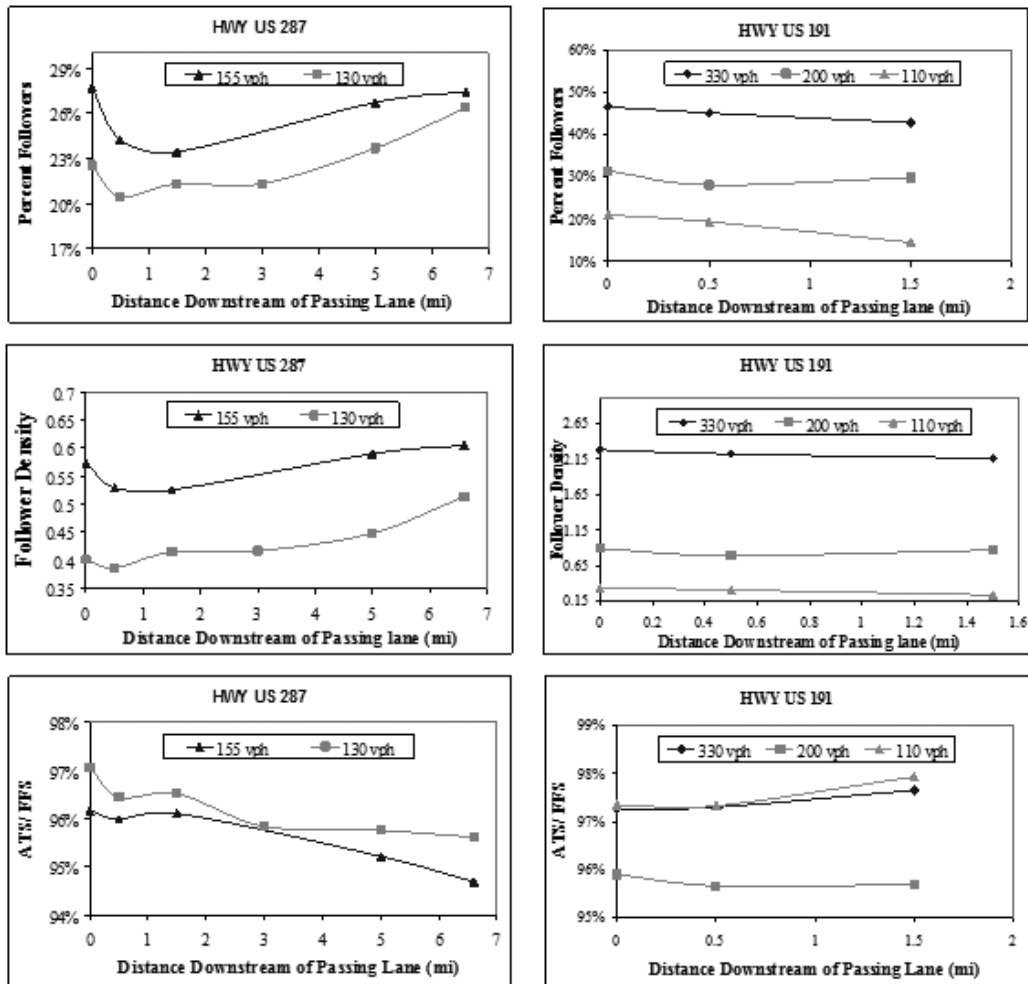 HWY US 287
155 vph 130 vph
Percent Followers
29%
26%
23%
20%
17%
0 1 2 3 4 5 6 7
Distance Downstream of Passing Lane (mi)
HWY US 191
330 vph 200 vph 110 vph
Percent Followers
60%
50%
40%
30%
20%
10%
0 0.5 1 1.5 2
Distance Downstream of Passing lane (mi)
HWY US 287
155 vph 130 vph
Follower Density
0.7
0.65
0.6
0.55
0.5
0.45
0.4
0.35
0 1 2 3 4 5 6 7
Distance Downstream of Passing lane (mi)
HWY US 191
330 vph 200 vph 110 vph
Follower Density
2.65
2.15
1.65
1.15
0.65
0.15
0 0.2 0.4 0.6 0.8 1 1.2 1.4 1.6
Distance Downstream of Passing lane (mi)
HWY US 287
155 vph 130 vph
ATS/ FFS
98%
97%
96%
95%
94%
0 1 2 3 4 5 6 7
Distance Downstream of Passing Lane (mi)
HWY US 191
330 vph 200 vph 110 vph
ATS/ FFS
99%
98%
97%
96%
95%
0 0.5 1 1.5 2
Distance Downstream of Passing Lane (mi)